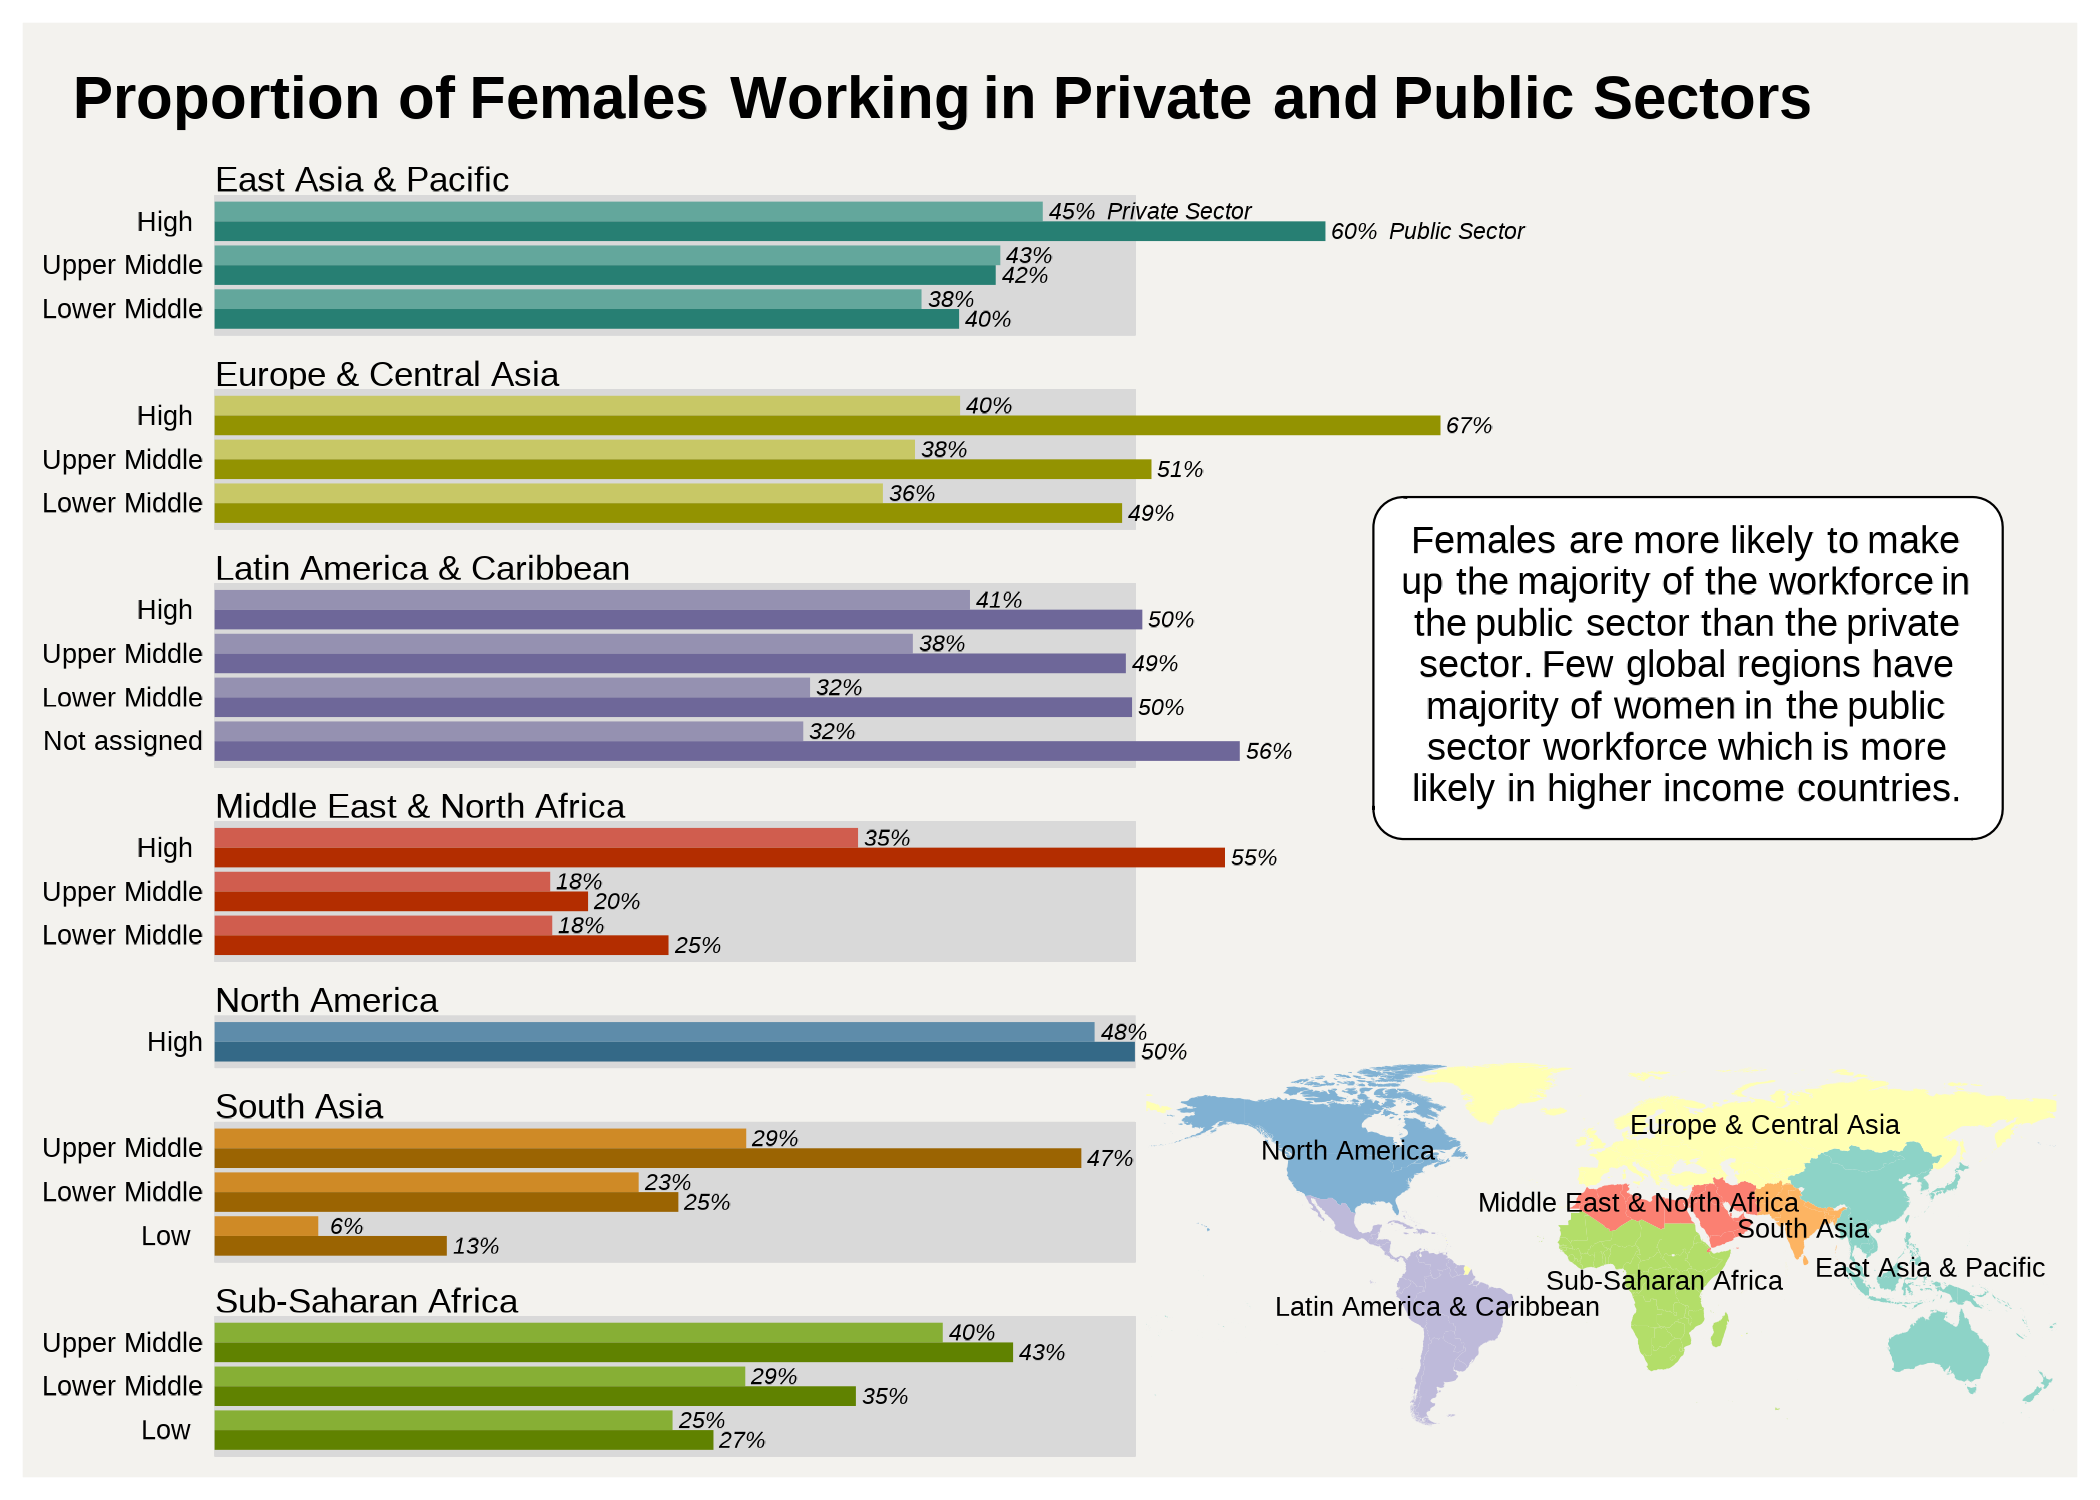 Proportion of Females Working in Private and Public Sectors
East Asia & Pacific
High 45% Private Sector
60% Public Sector
Upper Middle 43%
42%
Lower Middle 38%
40%
Europe & Central Asia
High 40%
67%
Upper Middle 38%
51%
Lower Middle 36%
49%
Latin America & Caribbean
High 41%
50%
Upper Middle 38%
49%
Lower Middle 32%
50%
Not assigned 32%
56%
Middle East & North Africa
High 35%
55%
Upper Middle 18%
20%
Lower Middle 18%
25%
North America
High 48%
50%
South Asia
Upper Middle 29%
47%
Lower Middle 23%
25%
Low 6%
13%
Sub-Saharan Africa
Upper Middle 40%
43%
Lower Middle 29%
35%
Low 25%
27%
Females are more likely to make
up the majority of the workforce in
the public sector than the private
sector. Few global regions have
majority of women in the public
sector workforce which is more
likely in higher income countries.
Europe & Central Asia
North America
Middle East & North Africa
South Asia
East Asia & Pacific
Sub-Saharan Africa
Latin America & Caribbean